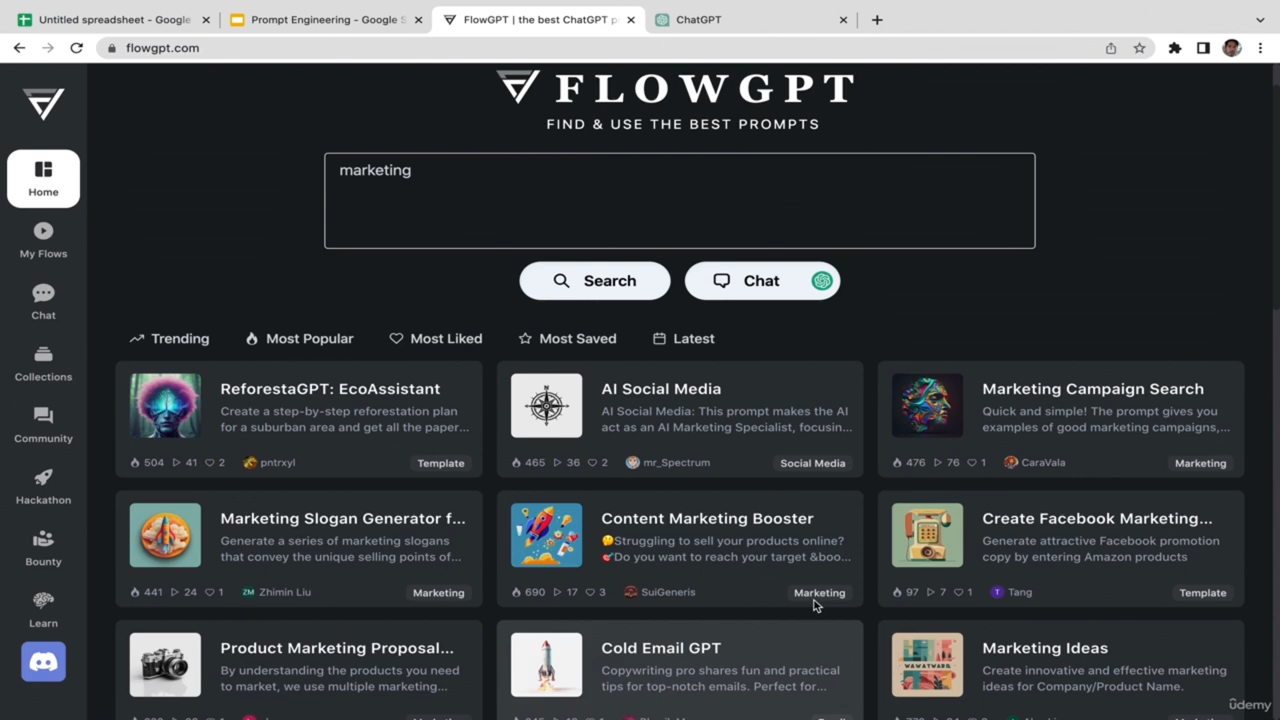 Untitled spreadsheet - Google
Prompt Engineering - Google S
FlowGPT | the best ChatGPT p
ChatGPT
flowgpt.com
FLOWGPT
FIND & USE THE BEST PROMPTS
marketing
Search
Chat
Home
My Flows
Chat
Collections
Community
Hackathon
Bounty
Learn
Trending
Most Popular
Most Liked
Most Saved
Latest
ReforestaGPT: EcoAssistant
Create a step-by-step reforestation plan
for a suburban area and get all the paper...
504 41 2 pntrxyl Template
AI Social Media
AI Social Media: This prompt makes the AI
act as an AI Marketing Specialist, focusin...
465 36 2 mr_Spectrum Social Media
Marketing Campaign Search
Quick and simple! The prompt gives you
examples of good marketing campaigns,...
476 76 1 CaraVala Marketing
Marketing Slogan Generator f...
Generate a series of marketing slogans
that convey the unique selling points of...
441 24 1 ZM Zhimin Liu Marketing
Content Marketing Booster
🤔Struggling to sell your products online?
Do you want to reach your target &boo...
690 17 3 SuiGeneris Marketing
Create Facebook Marketing...
Generate attractive Facebook promotion
copy by entering Amazon products
97 7 1 T Tang Template
Product Marketing Proposal...
By understanding the products you need
to market, we use multiple marketing...
Cold Email GPT
Copywriting pro shares fun and practical
tips for top-notch emails. Perfect for...
Marketing Ideas
Create innovative and effective marketing
ideas for Company/Product Name.
ûdemy